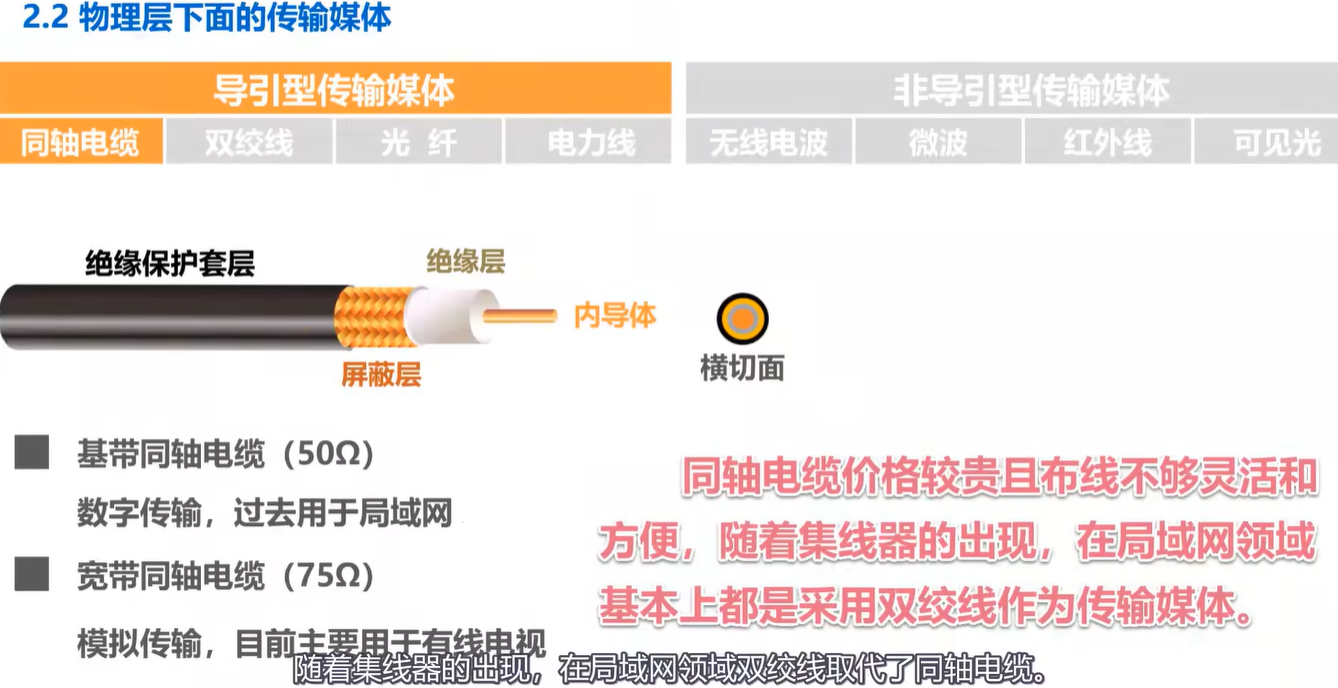 2.2 物理层下面的传输媒体
导引型传输媒体
非导引型传输媒体
同轴电缆
双绞线
光 纤
电力线
无线电波
微波
红外线
可见光
绝缘保护套层
绝缘层
内导体
屏蔽层
横切面
基带同轴电缆（50Ω）
数字传输，过去用于局域网
宽带同轴电缆（75Ω）
模拟传输，目前主要用于有线电视
同轴电缆价格较贵且布线不够灵活和
方便，随着集线器的出现，在局域网领域
基本上都是采用双绞线作为传输媒体。
随着集线器的出现，在局域网领域双绞线取代了同轴电缆。